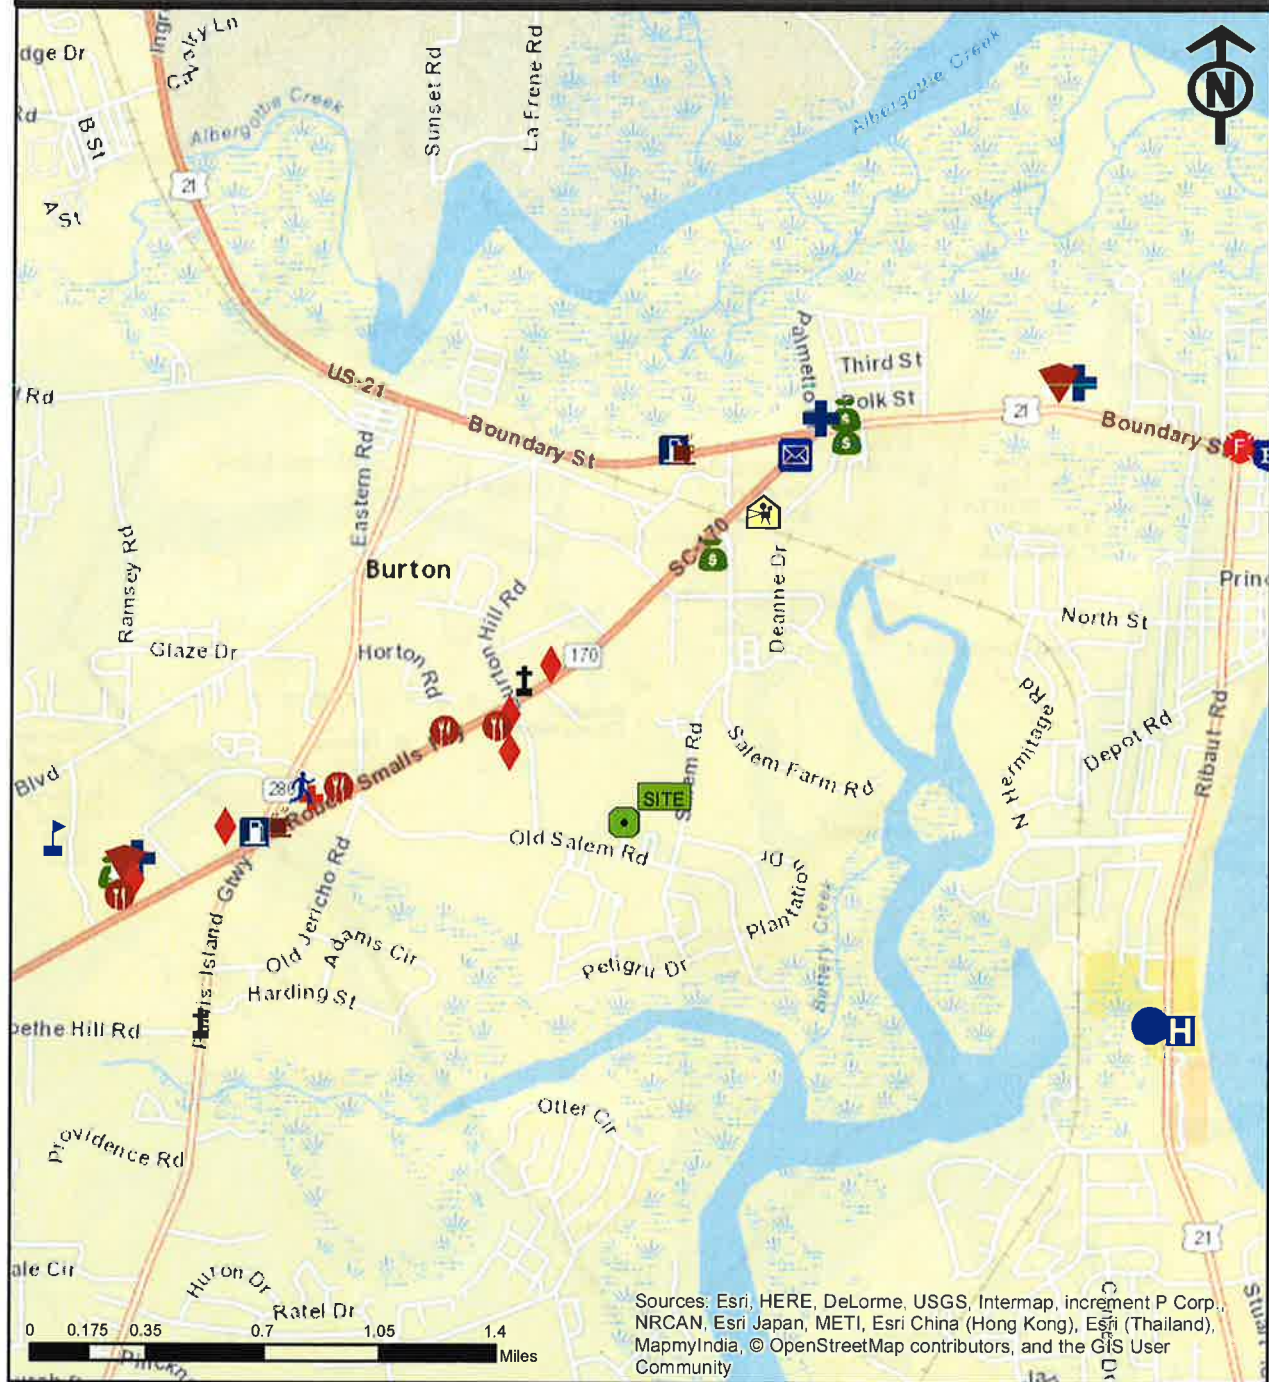 dge Dr
Rd
B St
A St
Albergottie Creek
21
Sunset Rd
La Frene Rd
Albergottie Creek
N
Rd
US-21
Boundary St
Eastern Rd
Palmetto
Third St
Polk St
21
Boundary S
F
Ramsey Rd
Burton
SC-170
Deanne Dr
Princ
North St
Glaze Dr
Horton Rd
urton Hill Rd
170
N Hermitage Rd
Depot Rd
Ribaut Rd
Salem Farm Rd
Blvd
280
Robert Smalls
SITE
Old Salem Rd
Plantation Dr
Battery Creek
Island Gtwy
Old Jericho Rd
Adams Cir
Harding St
Petigru Dr
bethe Hill Rd
H
Otter Cir
Providence Rd
21
ale Cir
Huron Dr
Ratel Dr
Stuart
0 0.175 0.35 0.7 1.05 1.4
Miles
Pinckn
Sources: Esri, HERE, DeLorme, USGS, Intermap, increment P Corp.,
NRCAN, Esri Japan, METI, Esri China (Hong Kong), Esri (Thailand),
MapmyIndia, © OpenStreetMap contributors, and the GIS User
Community